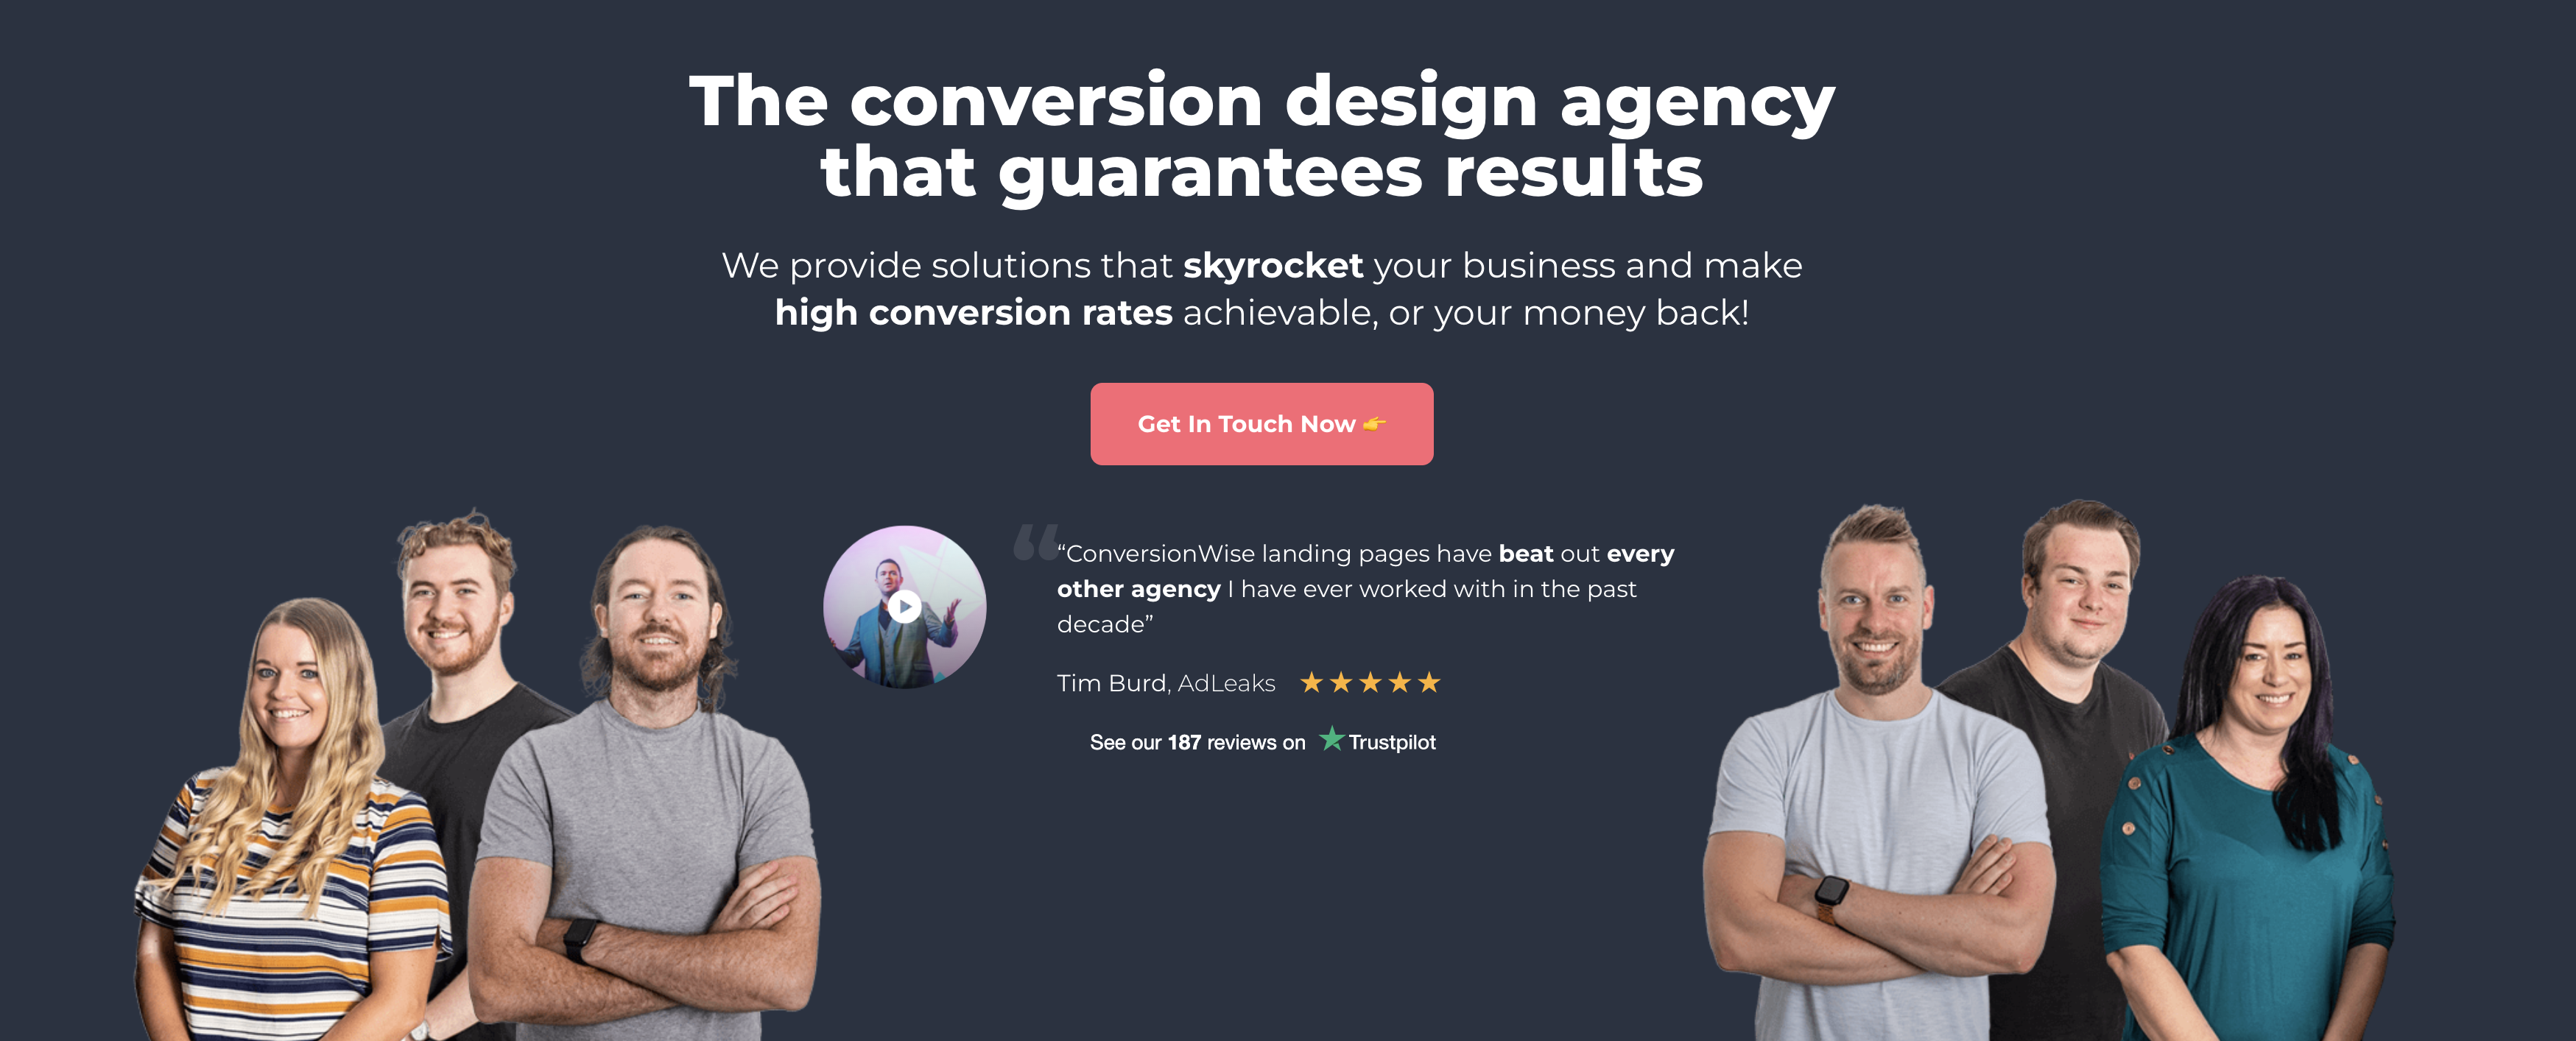 The conversion design agency
that guarantees results
We provide solutions that skyrocket your business and make
high conversion rates achievable, or your money back!
Get In Touch Now 👉
“ConversionWise landing pages have beat out every
other agency I have ever worked with in the past
decade”
Tim Burd, AdLeaks ★★★★★
See our 187 reviews on ★ Trustpilot